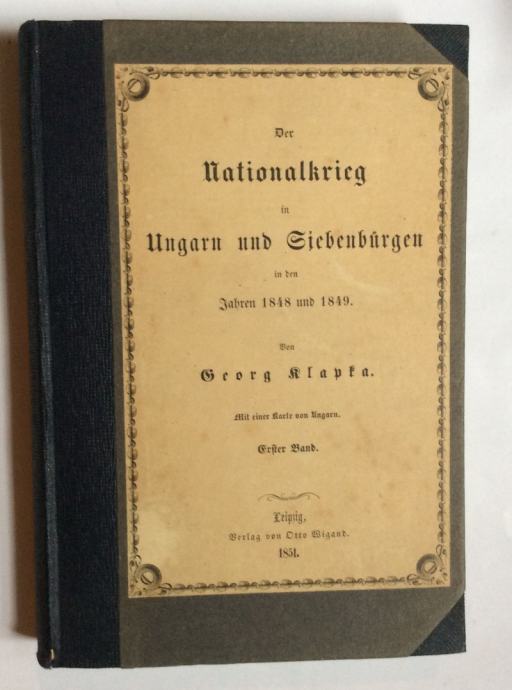 Der
Nationalkrieg
in
Ungarn und Siebenbürgen
in den
Jahren 1848 und 1849.
Von
Georg Klapka.
Mit einer Karte von Ungarn.
Erster Band.
Leipzig,
Verlag von Otto Wigand.
1851.